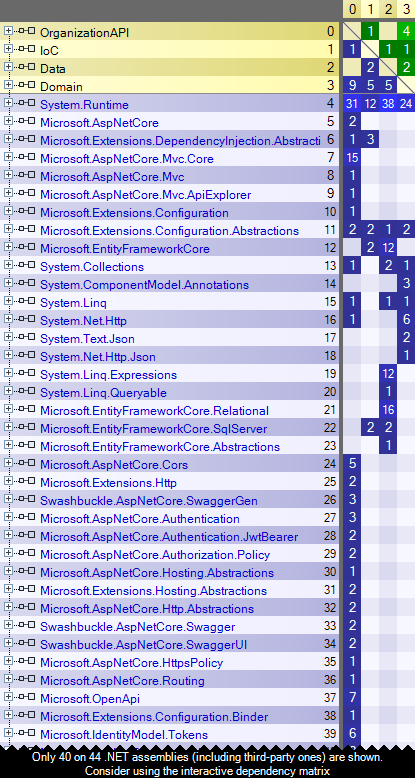 0 1 2 3
OrganizationAPI 0 1 4
IoC 1 1 1 1
Data 2 2 2
Domain 3 9 5 5
System.Runtime 4 31 12 38 24
Microsoft.AspNetCore 5 2
Microsoft.Extensions.DependencyInjection.Abstracti 6 1 3
Microsoft.AspNetCore.Mvc.Core 7 15
Microsoft.AspNetCore.Mvc 8 1
Microsoft.AspNetCore.Mvc.ApiExplorer 9 1
Microsoft.Extensions.Configuration 10 1
Microsoft.Extensions.Configuration.Abstractions 11 2 2 1 2
Microsoft.EntityFrameworkCore 12 2 12
System.Collections 13 1 2 1
System.ComponentModel.Annotations 14 3
System.Linq 15 1 1 1
System.Net.Http 16 1 6
System.Text.Json 17 2
System.Net.Http.Json 18 1
System.Linq.Expressions 19 12
System.Linq.Queryable 20 1
Microsoft.EntityFrameworkCore.Relational 21 16
Microsoft.EntityFrameworkCore.SqlServer 22 2 2
Microsoft.EntityFrameworkCore.Abstractions 23 1
Microsoft.AspNetCore.Cors 24 5
Microsoft.Extensions.Http 25 2
Swashbuckle.AspNetCore.SwaggerGen 26 3
Microsoft.AspNetCore.Authentication 27 3
Microsoft.AspNetCore.Authentication.JwtBearer 28 2
Microsoft.AspNetCore.Authorization.Policy 29 2
Microsoft.AspNetCore.Hosting.Abstractions 30 1
Microsoft.Extensions.Hosting.Abstractions 31 2
Microsoft.AspNetCore.Http.Abstractions 32 2
Swashbuckle.AspNetCore.Swagger 33 2
Swashbuckle.AspNetCore.SwaggerUI 34 2
Microsoft.AspNetCore.HttpsPolicy 35 1
Microsoft.AspNetCore.Routing 36 1
Microsoft.OpenApi 37 7
Microsoft.Extensions.Configuration.Binder 38 1
Microsoft.IdentityModel.Tokens 39 6
Only 40 on 44 .NET assemblies (including third-party ones) are shown.
Consider using the interactive dependency matrix